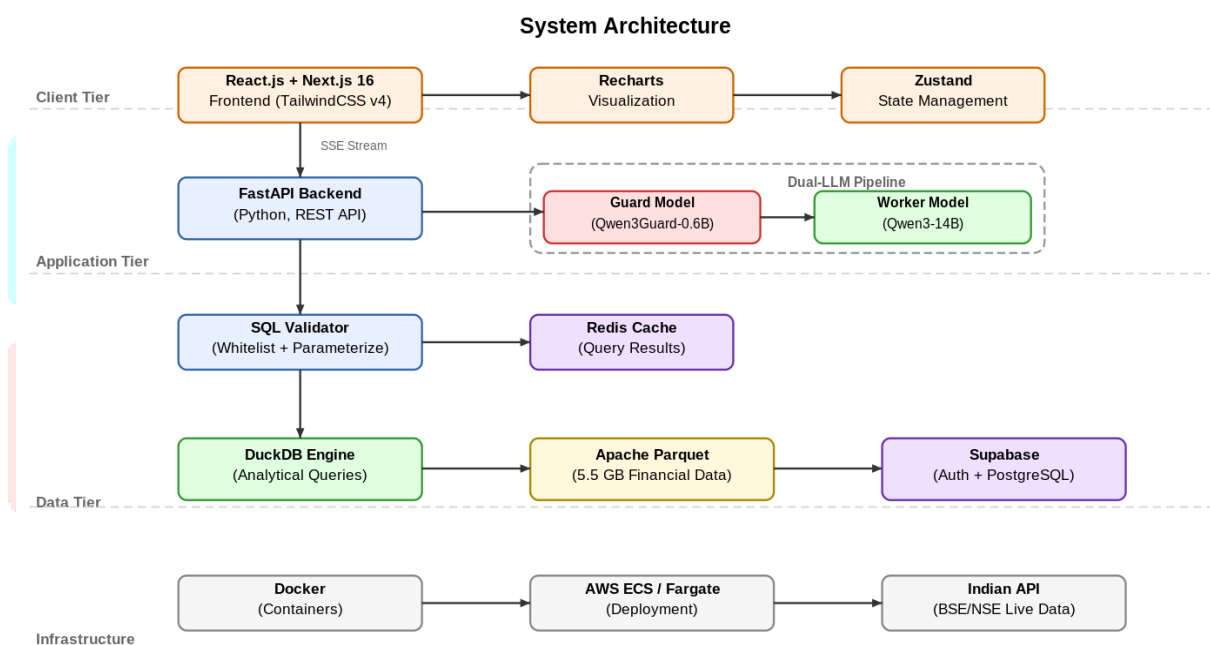 System Architecture
React.js + Next.js 16
Frontend (TailwindCSS v4)
Recharts
Visualization
Zustand
State Management
Client Tier
SSE Stream
FastAPI Backend
(Python, REST API)
Dual-LLM Pipeline
Guard Model
(Qwen3Guard-0.6B)
Worker Model
(Qwen3-14B)
Application Tier
SQL Validator
(Whitelist + Parameterize)
Redis Cache
(Query Results)
DuckDB Engine
(Analytical Queries)
Apache Parquet
(5.5 GB Financial Data)
Supabase
(Auth + PostgreSQL)
Data Tier
Docker
(Containers)
AWS ECS / Fargate
(Deployment)
Indian API
(BSE/NSE Live Data)
Infrastructure